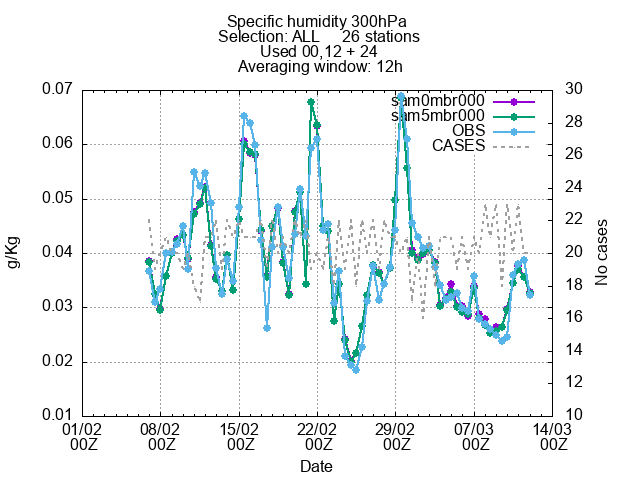 Specific humidity 300hPa
Selection: ALL 26 stations
Used 00,12 + 24
Averaging window: 12h
sam0mbr000
sam5mbr000
OBS
CASES
g/Kg
0.07
0.06
0.05
0.04
0.03
0.02
0.01
30
28
26
24
22
20
18
16
14
12
10
No cases
01/02 08/02 15/02 22/02 29/02 07/03 14/03
00Z 00Z 00Z 00Z 00Z 00Z 00Z
Date